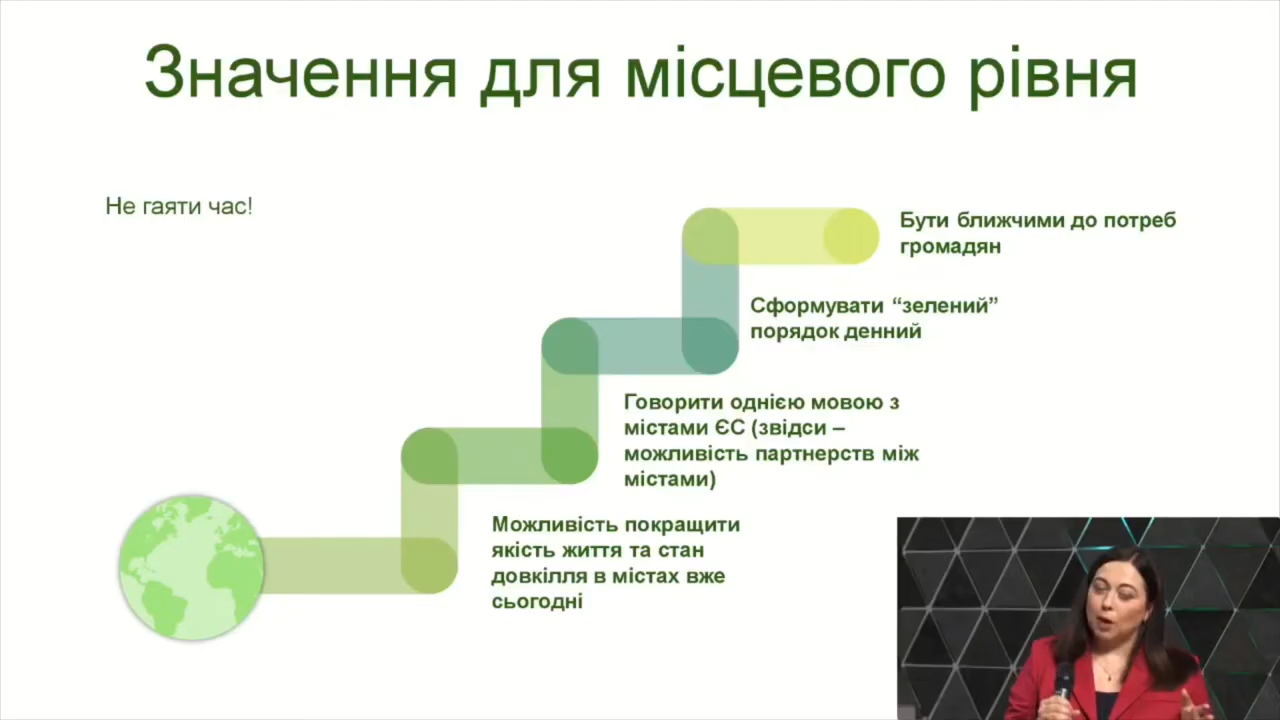 Значення для місцевого рівня
Не гаяти час!
Бути ближчими до потреб
громадян
Сформувати “зелений”
порядок денний
Говорити однією мовою з
містами ЄС (звідси –
можливість партнерств між
містами)
Можливість покращити
якість життя та стан
довкілля в містах вже
сьогодні